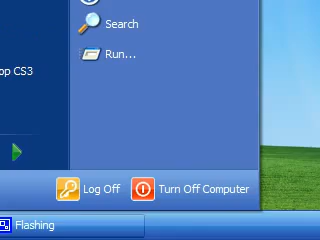 Search
Run...
op CS3
Log Off
Turn Off Computer
Flashing